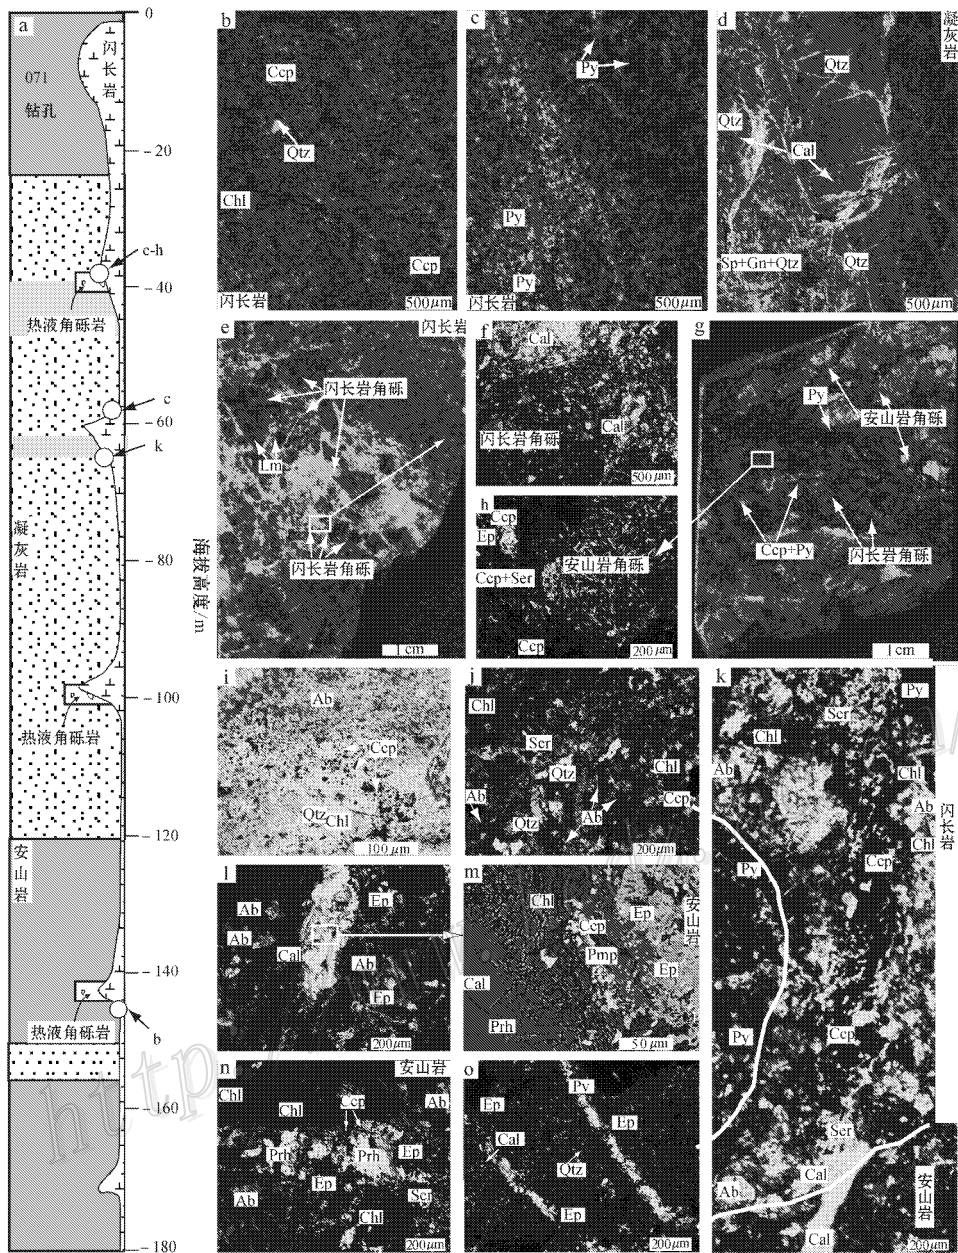 a
071
钻孔
闪长岩
0
-20
-40
-60
-80
-100
-120
-140
-160
-180
海拔高度/m
c-h
热液角砾岩
c
k
凝灰岩
热液角砾岩
安山岩
热液角砾岩
b
b
Ccp
Qtz
Chl
Ccp
闪长岩
500μm
c
Py
Py
Py
闪长岩
500μm
d
凝灰岩
Qtz
Qtz
Cal
Sp+Gn+Qtz
Qtz
500μm
e
闪长岩
闪长岩角砾
Lm
闪长岩角砾
1cm
f
Cal
闪长岩角砾
Cal
500μm
g
Py
安山岩角砾
Ccp+Py
闪长岩角砾
1cm
h
Ccp
Ep
安山岩角砾
Ccp+Ser
Ccp
200μm
i
Ab
Ccp
Qtz
Chl
100μm
j
Chl
Ser
Qtz
Chl
Ab
Ccp
Qtz
Ab
200μm
k
Py
Ser
Chl
Ab
Chl
Ab
Chl
闪长岩
Py
Ccp
Py
Ccp
Ser
Cal
Ab
安山岩
Cal
200μm
l
Ep
Ab
Ab
Cal
Ab
Ep
200μm
m
Chl
Ep
安山岩
Ccp
Pmp
Ep
Cal
Prh
50μm
n
安山岩
Chl
Chl
Ccp
Ab
Prh
Prh
Ep
Ep
Ab
Ser
Chl
200μm
o
Py
Ep
Ep
Cal
Qtz
Ep
200μm